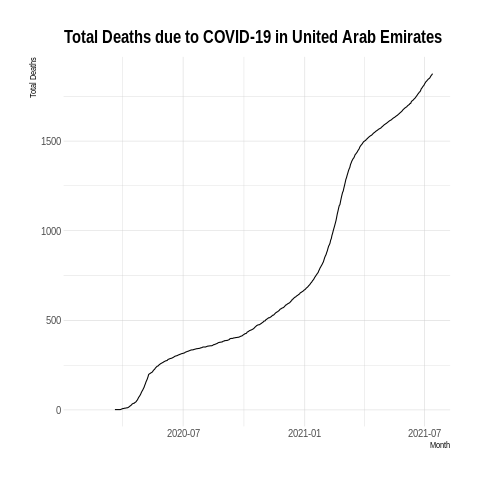 Total Deaths due to COVID-19 in United Arab Emirates
Total Deaths
1500
1000
500
0
2020-07 2021-01 2021-07
Month